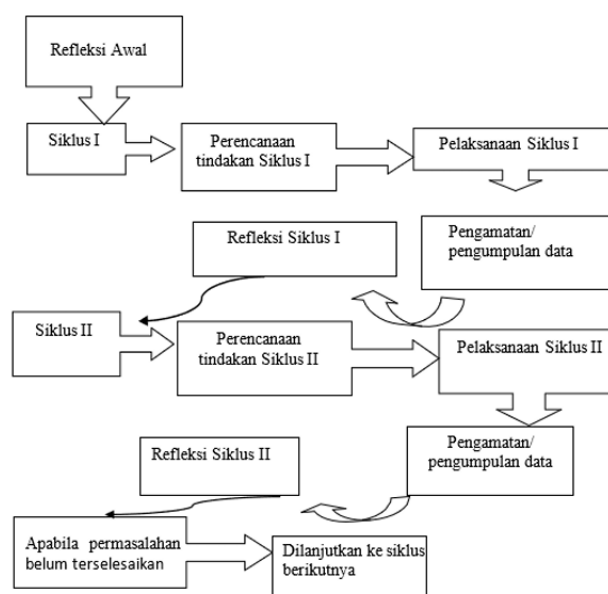 Refleksi Awal
Siklus I
Perencanaan
tindakan Siklus I
Pelaksanaan Siklus I
Refleksi Siklus I
Pengamatan/
pengumpulan data
Siklus II
Perencanaan
tindakan Siklus II
Pelaksanaan Siklus II
Refleksi Siklus II
Pengamatan/
pengumpulan data
Apabila permasalahan
belum terselesaikan
Dilanjutkan ke siklus
berikutnya